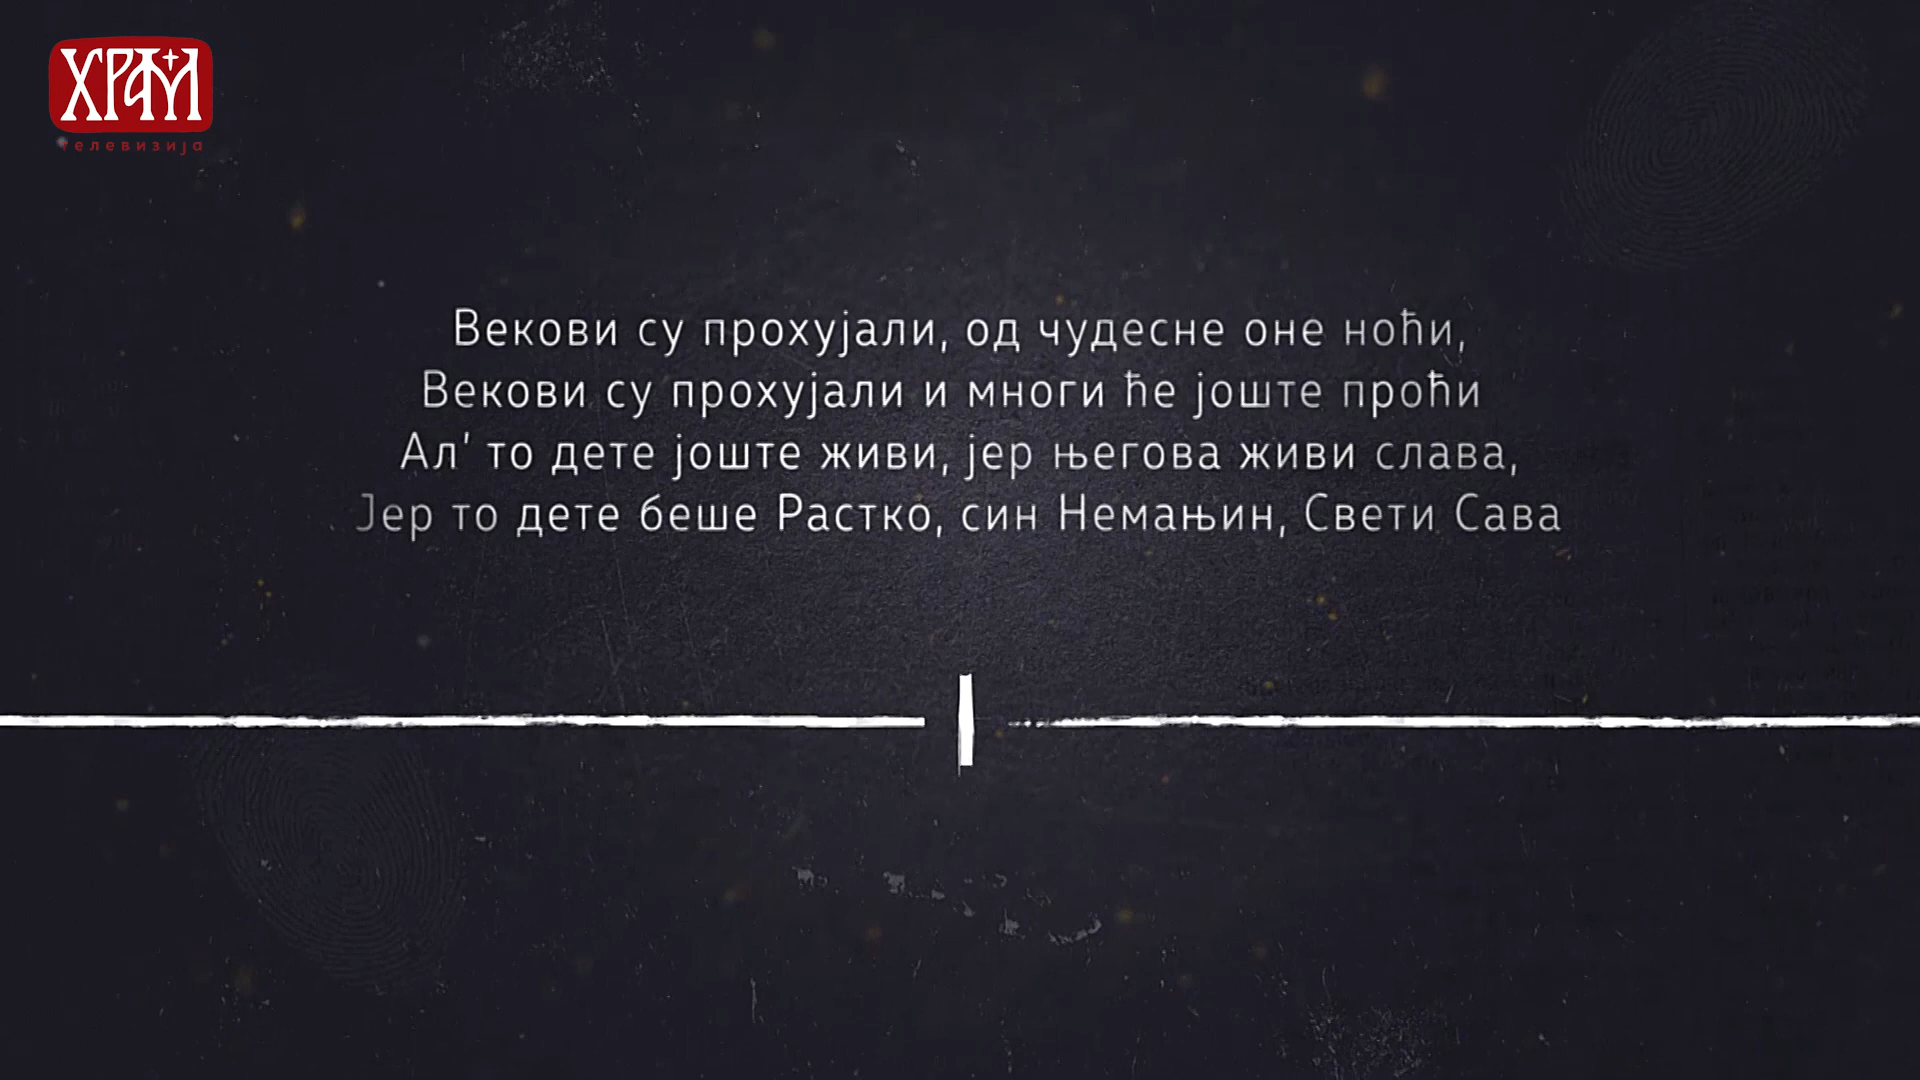 ХРАМ
телевизија
Векови су прохујали, од чудесне оне ноћи,
Векови су прохујали и многи ће јоште проћи
Ал’ то дете јоште живи, јер његова живи слава,
Јер то дете беше Растко, син Немањин, Свети Сава